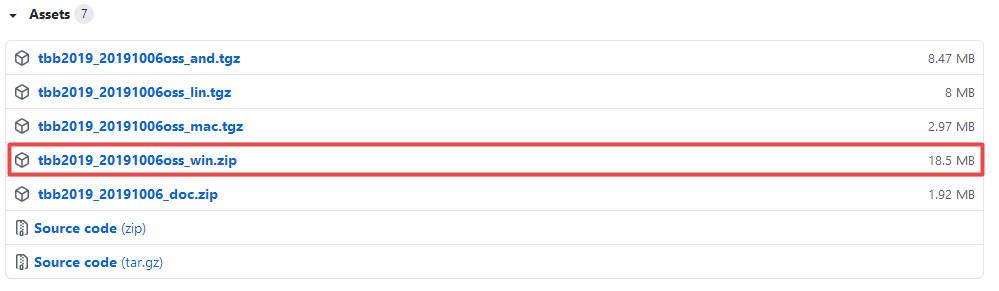 Assets 7
tbb2019_20191006oss_and.tgz 8.47 MB
tbb2019_20191006oss_lin.tgz 8 MB
tbb2019_20191006oss_mac.tgz 2.97 MB
tbb2019_20191006oss_win.zip 18.5 MB
tbb2019_20191006_doc.zip 1.92 MB
Source code (zip)
Source code (tar.gz)